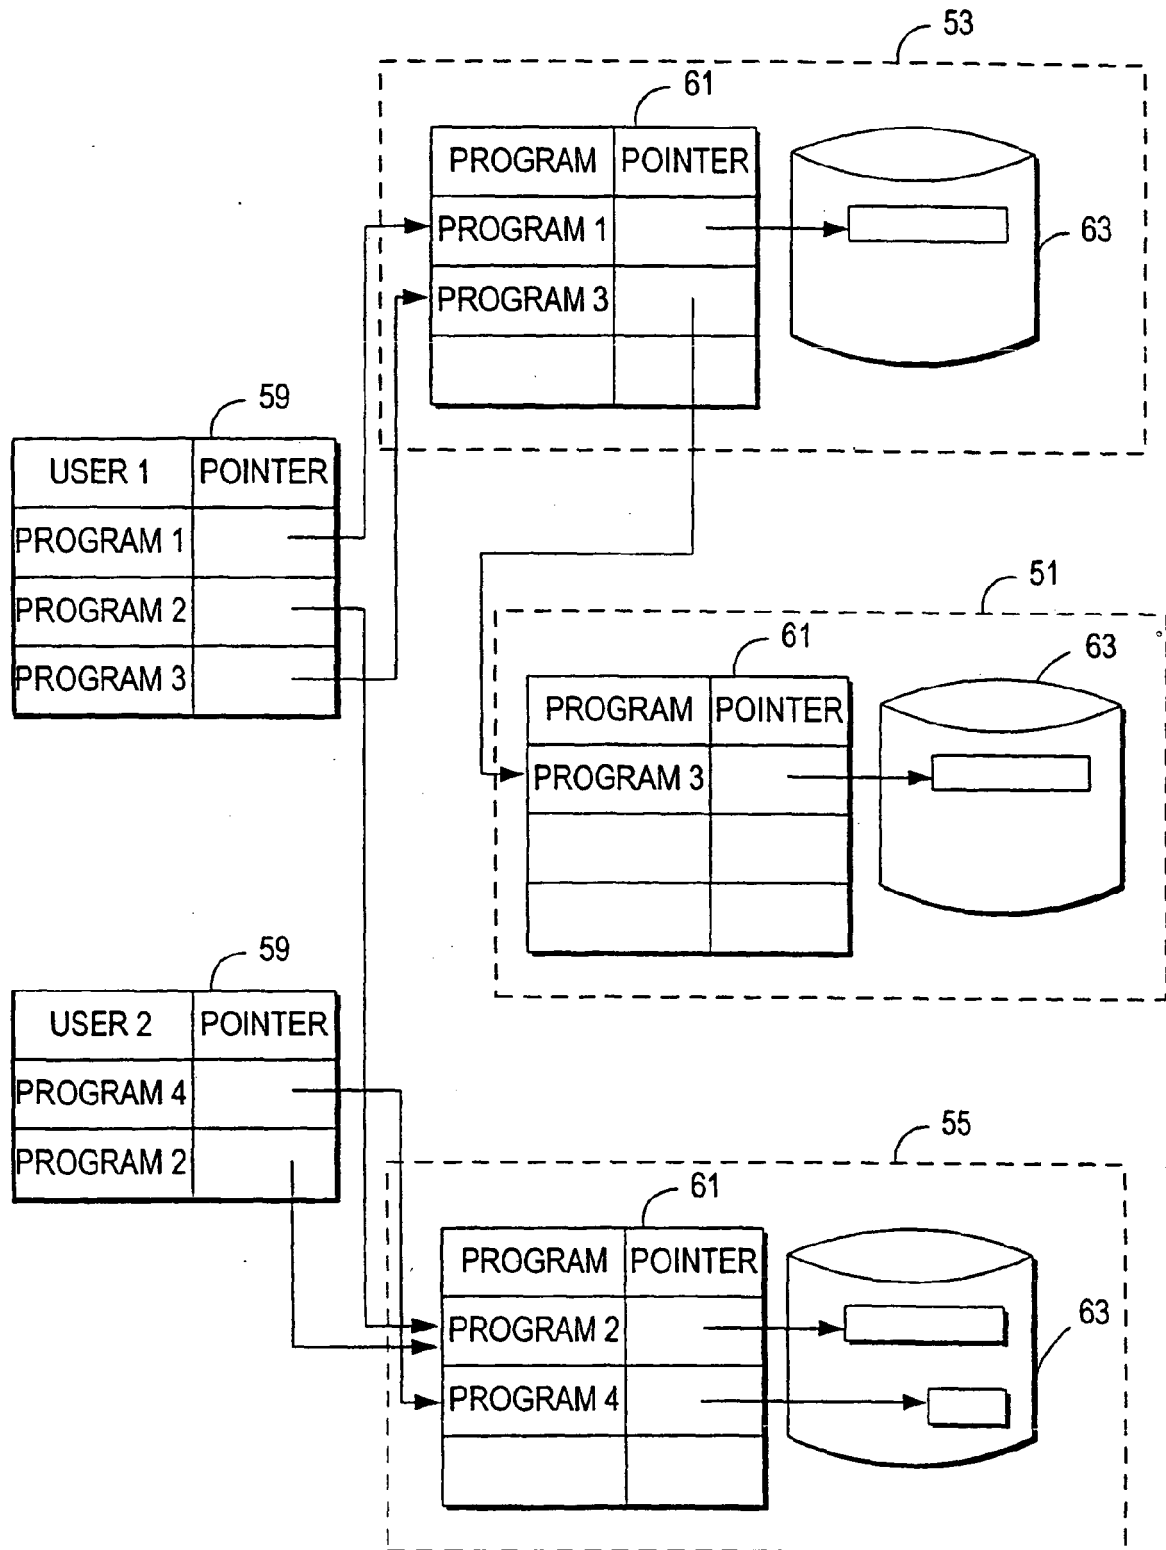 53
61
PROGRAM POINTER
PROGRAM 1
63
PROGRAM 3
59
USER 1 POINTER
PROGRAM 1
PROGRAM 2
PROGRAM 3
51
61
63
PROGRAM POINTER
PROGRAM 3
59
USER 2 POINTER
PROGRAM 4
PROGRAM 2
55
61
PROGRAM POINTER
PROGRAM 2
63
PROGRAM 4